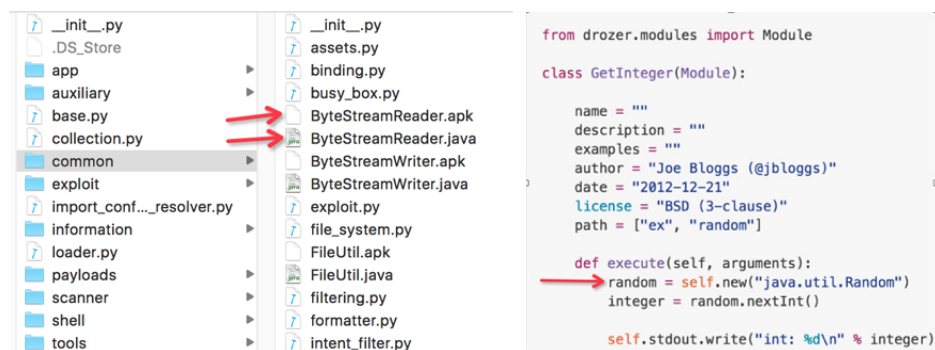 __init__.py
.DS_Store
app
auxiliary
base.py
collection.py
common
exploit
import_conf..._resolver.py
information
loader.py
payloads
scanner
shell
tools
__init__.py
assets.py
binding.py
busy_box.py
ByteStreamReader.apk
ByteStreamReader.java
ByteStreamWriter.apk
ByteStreamWriter.java
exploit.py
file_system.py
FileUtil.apk
FileUtil.java
filtering.py
formatter.py
intent_filter.py
from drozer.modules import Module
class GetInteger(Module):
name = ""
description = ""
examples = ""
author = "Joe Bloggs (@jbloggs)"
date = "2012-12-21"
license = "BSD (3-clause)"
path = ["ex", "random"]
def execute(self, arguments):
random = self.new("java.util.Random")
integer = random.nextInt()
self.stdout.write("int: %d\n" % integer)